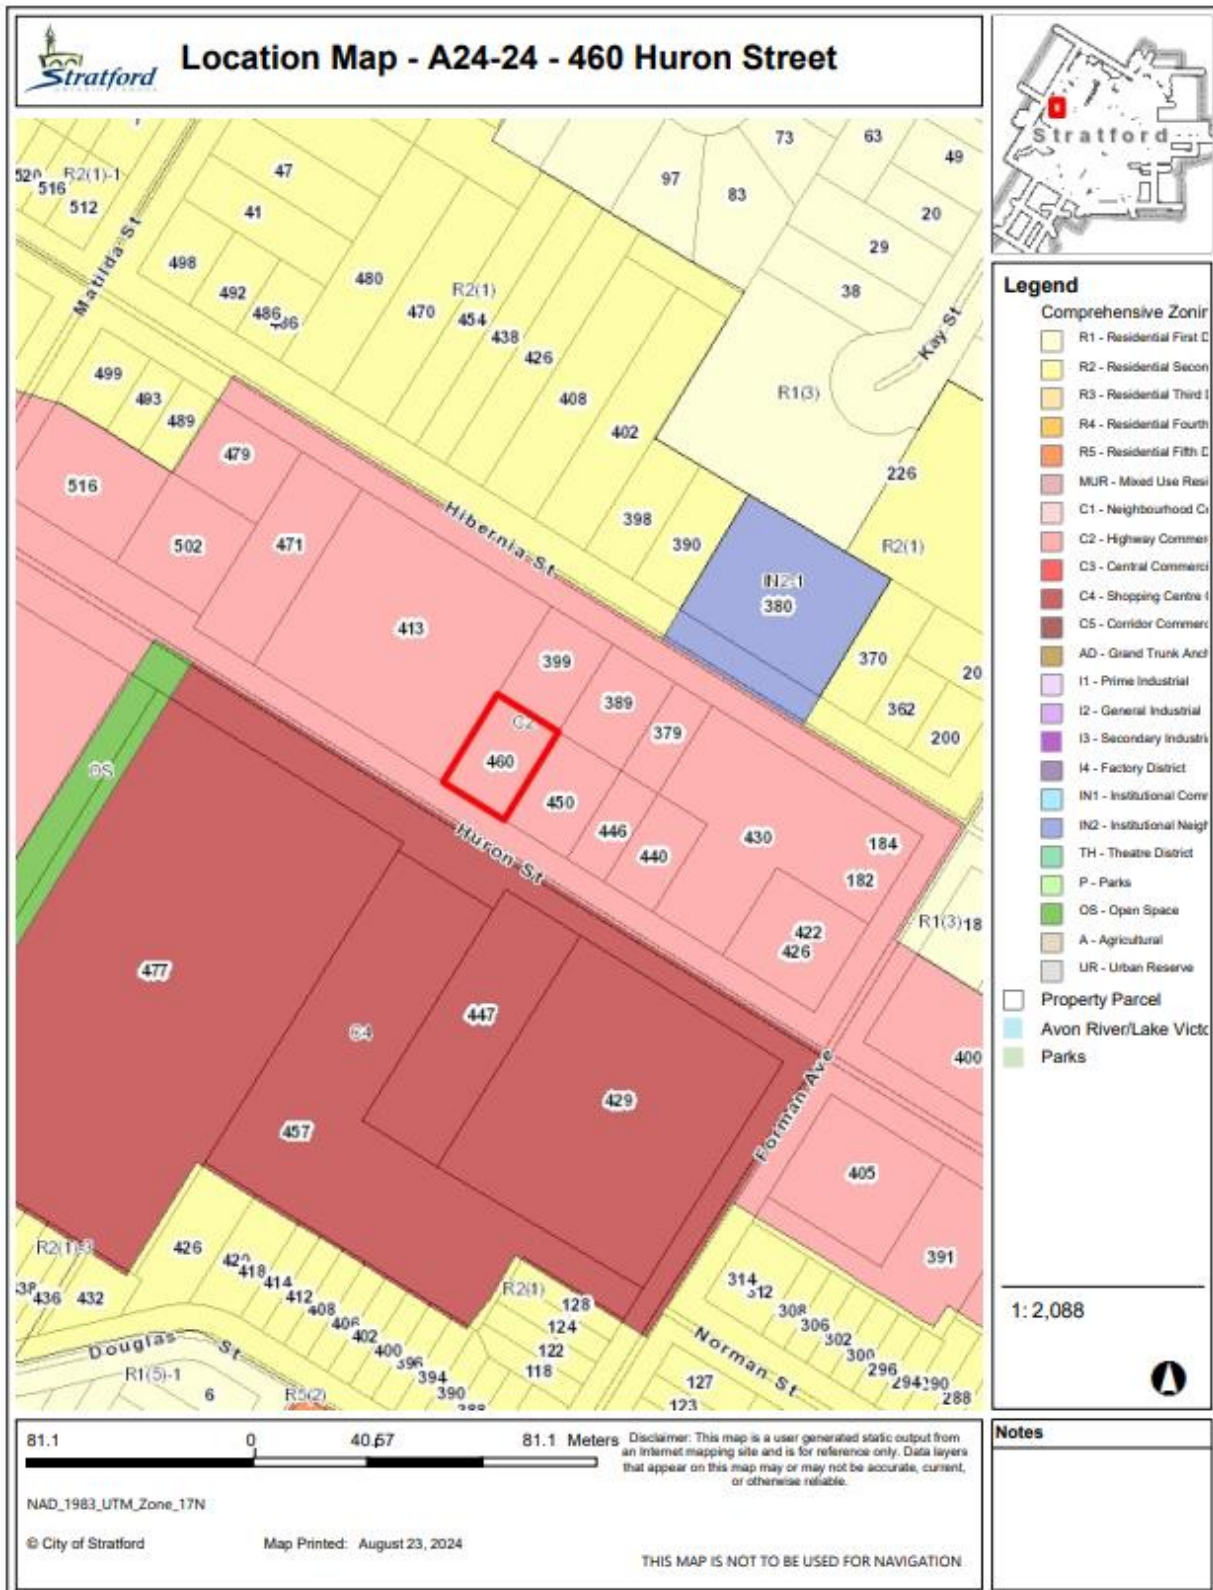 Stratford
Location Map - A24-24 - 460 Huron Street
Stratford
520 R2(1)-1
516
512
Matilda St
47
41
498
492
486
480
470
R2(1)
454
438
426
408
402
398
390
97
83
73
63
49
20
29
38
Kay St
R1(3)
226
R2(1)
499
493
489
479
516
502
471
413
Hibernia St
IN2-1
380
370
362
20
200
399
389
379
C2
460
450
446
440
430
184
182
422
426
R1(3) 18
OS
Huron St
477
447
C4
429
457
Forman Ave
400
405
391
R2(1)-3
436
432
426
418
414
412
408
406
402
400
396
394
390
388
R2(1)
128
124
122
118
Douglas St
R1(5)-1
6
R5(2)
314
312
308
306
302
300
296
294
290
288
Norman St
127
123
Legend
Comprehensive Zonin
R1 - Residential First D
R2 - Residential Secon
R3 - Residential Third
R4 - Residential Fourth
R5 - Residential Fifth D
MUR - Mixed Use Resi
C1 - Neighbourhood Co
C2 - Highway Commer
C3 - Central Commerci
C4 - Shopping Centre
C5 - Corridor Commerc
AD - Grand Trunk Anch
I1 - Prime Industrial
I2 - General Industrial
I3 - Secondary Industri
I4 - Factory District
IN1 - Institutional Comm
IN2 - Institutional Neigh
TH - Theatre District
P - Parks
OS - Open Space
A - Agricultural
UR - Urban Reserve
Property Parcel
Avon River/Lake Victo
Parks
1: 2,088
81.1 0 40.57 81.1 Meters
Disclaimer: This map is a user generated static output from
an Internet mapping site and is for reference only. Data layers
that appear on this map may or may not be accurate, current,
or otherwise reliable.
NAD_1983_UTM_Zone_17N
© City of Stratford Map Printed: August 23, 2024
THIS MAP IS NOT TO BE USED FOR NAVIGATION
Notes